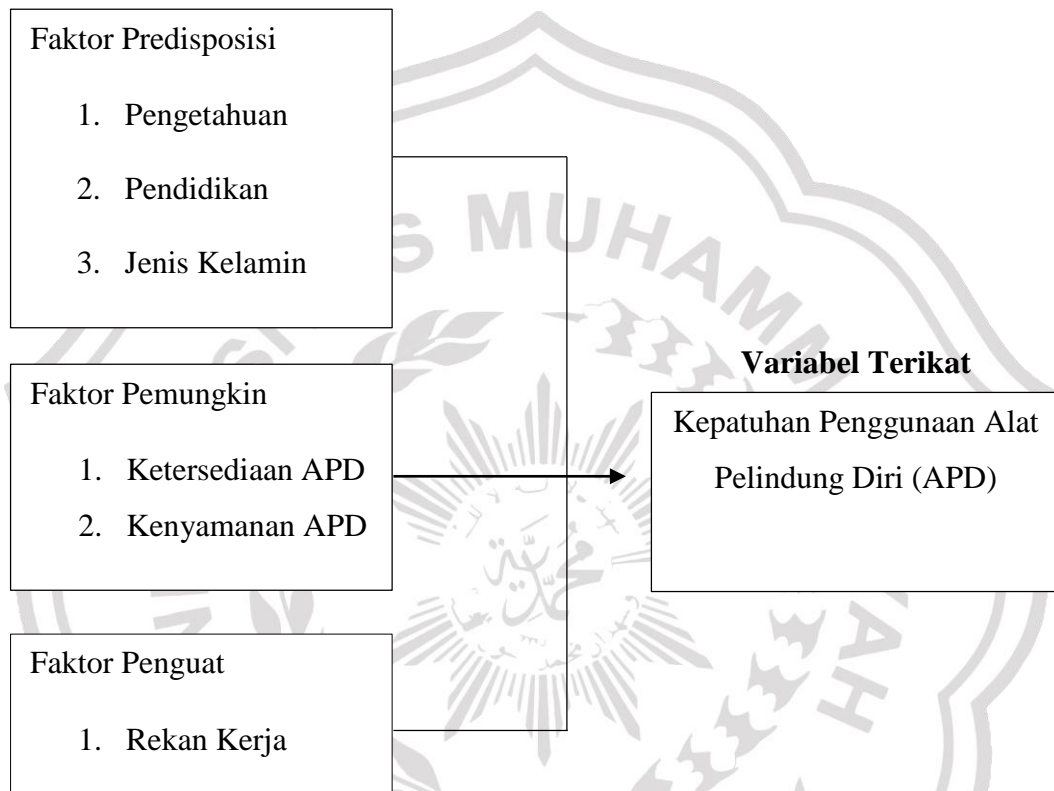 Faktor Predisposisi
1. Pengetahuan
2. Pendidikan
3. Jenis Kelamin
Faktor Pemungkin
1. Ketersediaan APD
2. Kenyamanan APD
Faktor Penguat
1. Rekan Kerja
Variabel Terikat
Kepatuhan Penggunaan Alat
Pelindung Diri (APD)